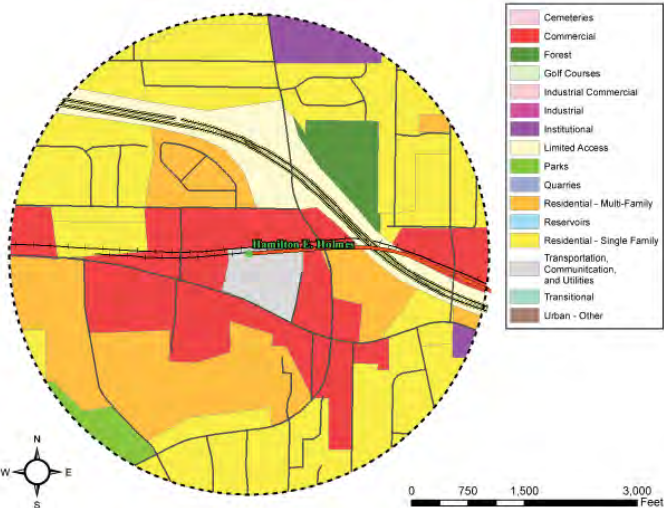 Cemeteries
Commercial
Forest
Golf Courses
Industrial Commercial
Industrial
Institutional
Limited Access
Parks
Quarries
Residential - Multi-Family
Reservoirs
Residential - Single Family
Transportation,
Communitcation,
and Utilities
Transitional
Urban - Other
Hamilton E. Holmes
N
W E
S
0 750 1,500 3,000
Feet